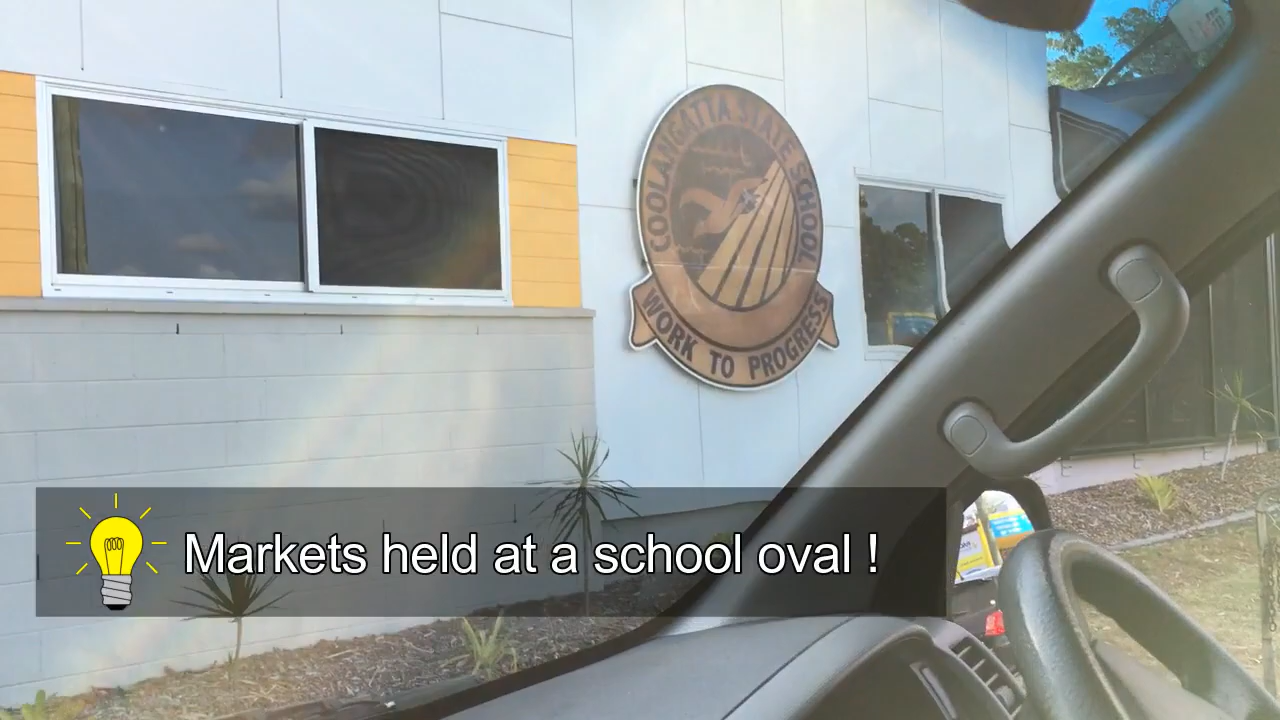 COOLANGATTA STATE SCHOOL
WORK TO PROGRESS
Markets held at a school oval !